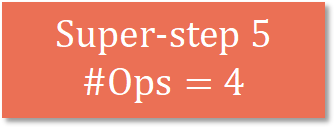 Super-step 5
#Ops = 4